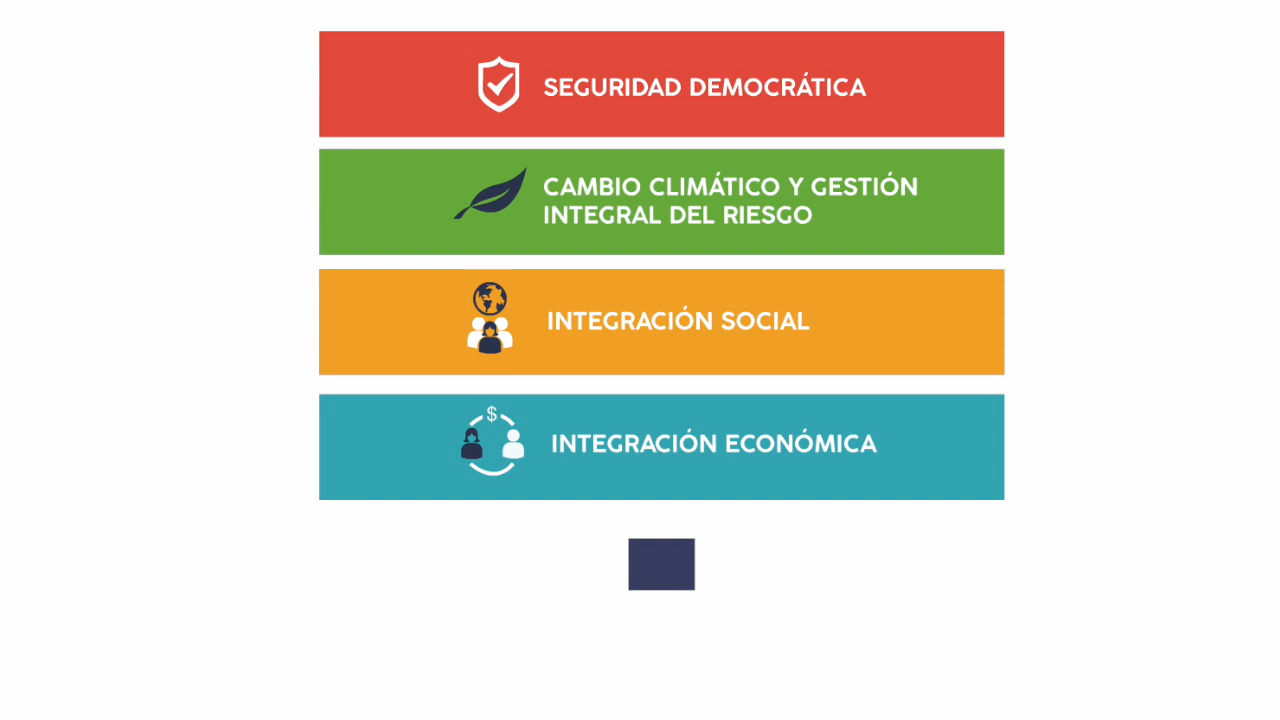 SEGURIDAD DEMOCRÁTICA
CAMBIO CLIMÁTICO Y GESTIÓN
INTEGRAL DEL RIESGO
INTEGRACIÓN SOCIAL
$
INTEGRACIÓN ECONÓMICA